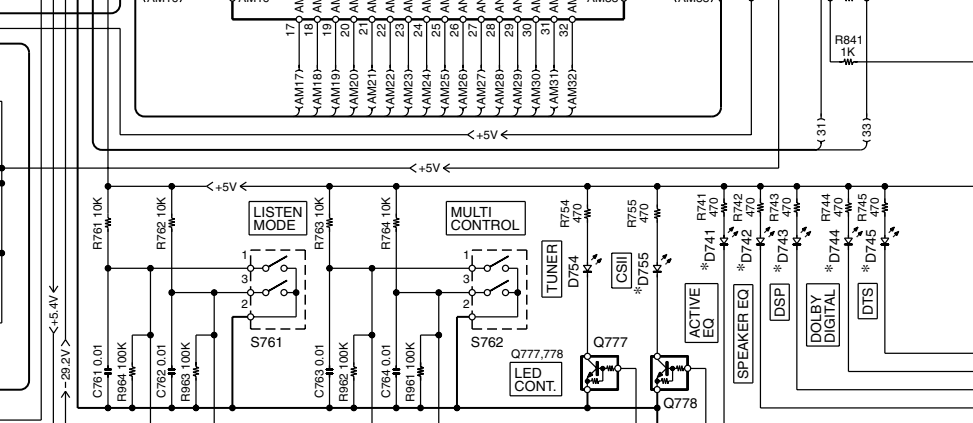 17
18
19
20
21
22
23
24
25
26
27
28
29
30
31
32
AM17
AM18
AM19
AM20
AM21
AM22
AM23
AM24
AM25
AM26
AM27
AM28
AM29
AM30
AM31
AM32
R841
1K
31
33
+5V
+5V
+5V
+5.4V
-29.2V
R761 10K
R762 10K
LISTEN
MODE
R763 10K
R764 10K
MULTI
CONTROL
R754
470
R755
470
R741
470
R742
470
R743
470
R744
470
R745
470
1
3
2
S761
1
3
2
S762
TUNER
D754
CSII
*D755
*D741
*D742
*D743
*D744
*D745
ACTIVE
EQ
SPEAKER EQ
DSP
DOLBY
DIGITAL
DTS
C761 0.01
R964 100K
C762 0.01
R963 100K
C763 0.01
R962 100K
C764 0.01
R961 100K
Q777
Q777,778
LED
CONT.
Q778